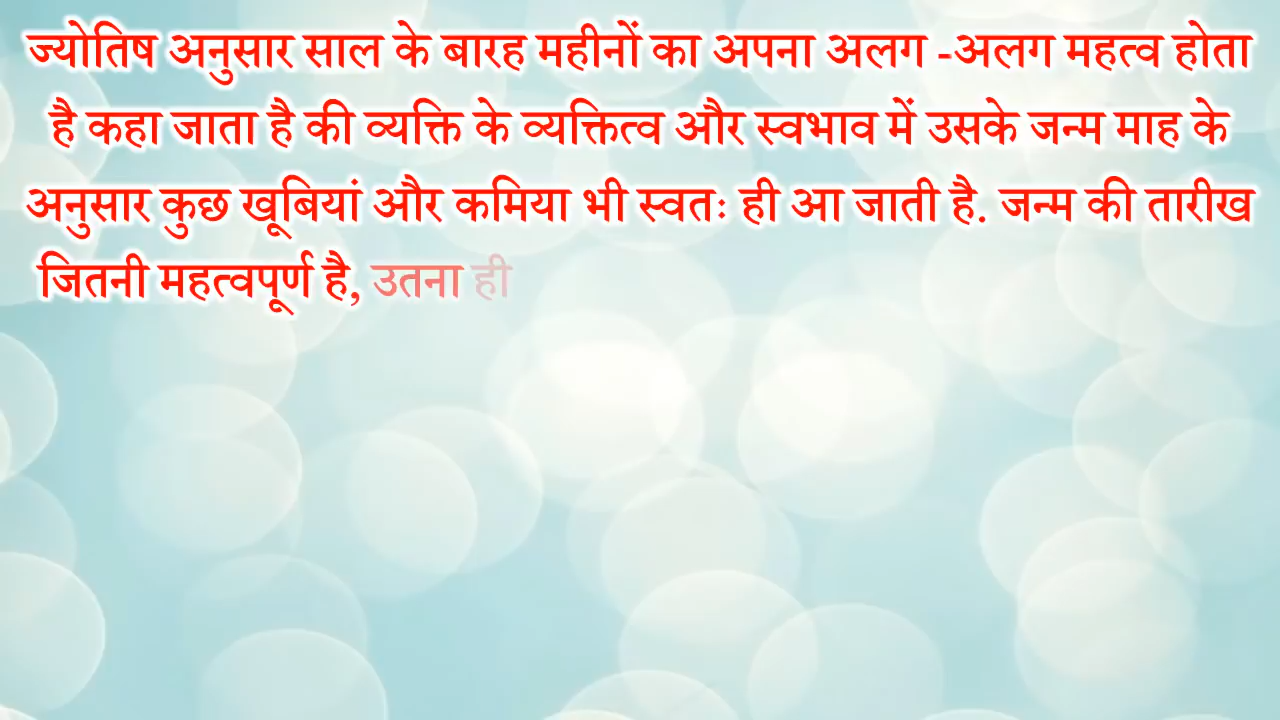 ज्योतिष अनुसार साल के बारह महीनों का अपना अलग -अलग महत्व होता
है कहा जाता है की व्यक्ति के व्यक्तित्व और स्वभाव में उसके जन्म माह के
अनुसार कुछ खूबियां और कमिया भी स्वतः ही आ जाती है. जन्म की तारीख
जितनी महत्वपूर्ण है, उतना ही